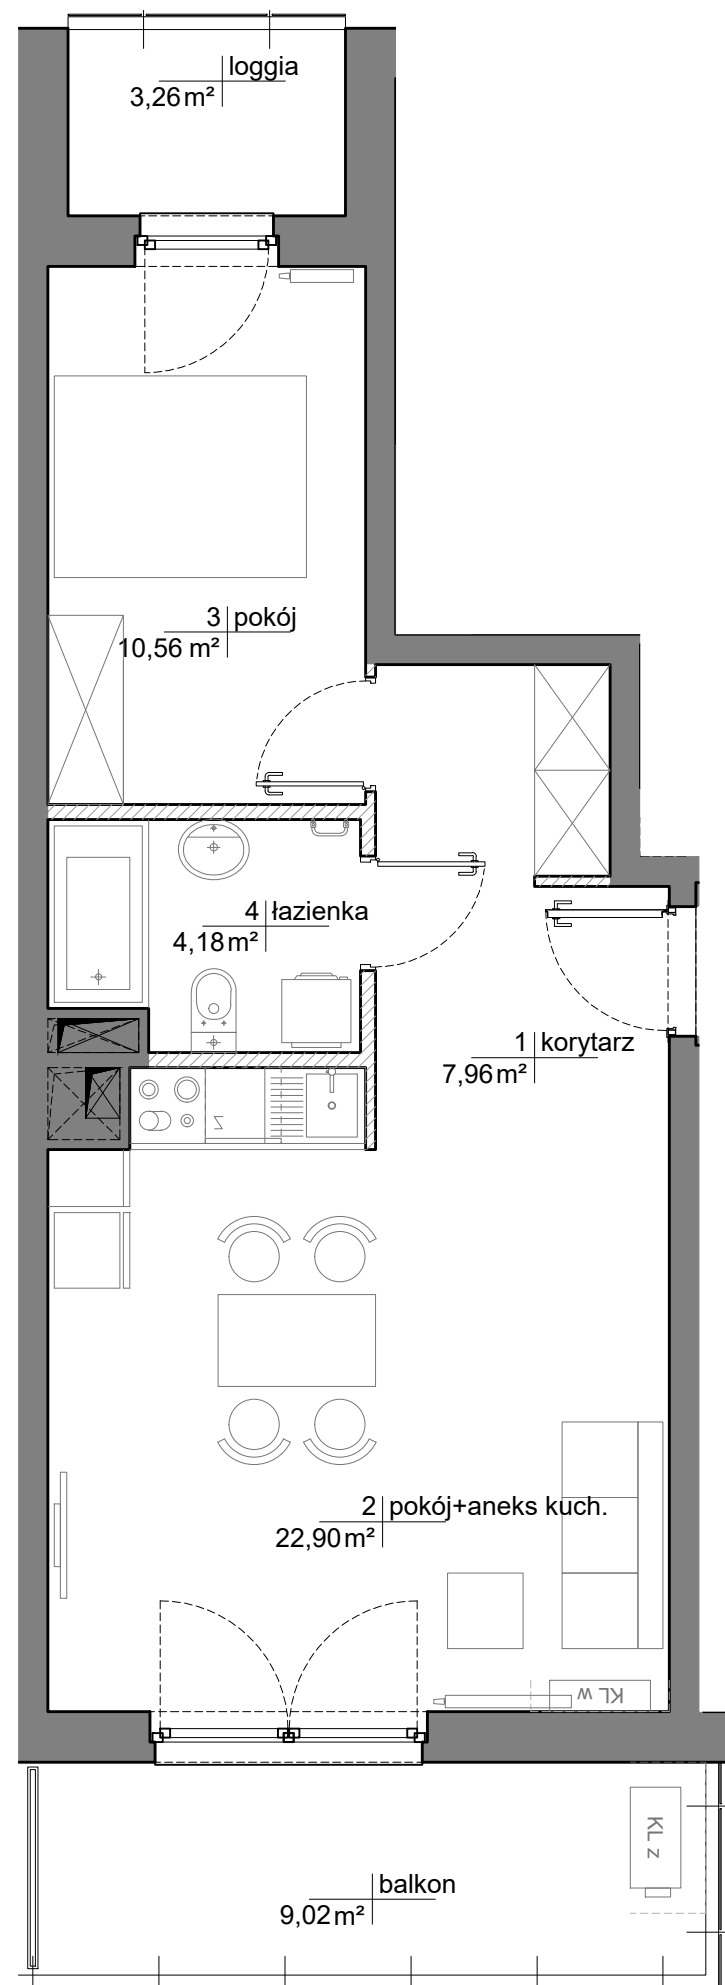 loggia
3,26 m²
3 pokój
10,56 m²
4 łazienka
4,18 m²
1 korytarz
7,96 m²
Z
2 pokój+aneks kuch.
22,90 m²
KL w
KL z
balkon
9,02 m²